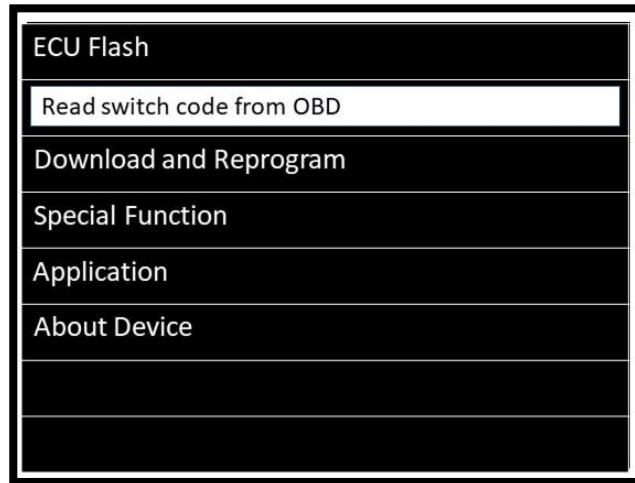 ECU Flash
Read switch code from OBD
Download and Reprogram
Special Function
Application
About Device